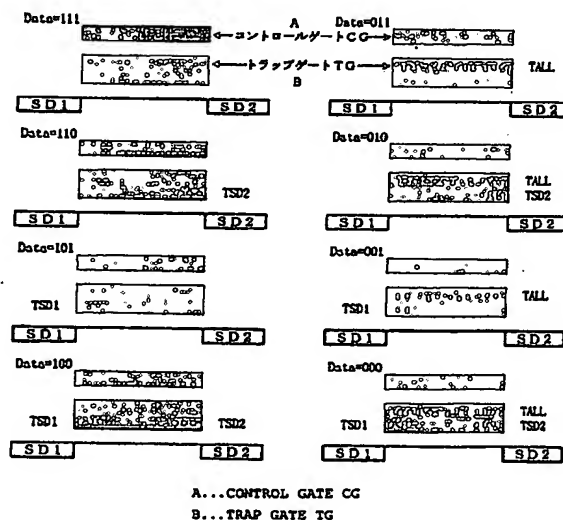 Data=111
A
コントロールゲートCG
Data=011
トラップゲートTG
B
TALL
SD1
SD2
SD1
SD2
Data=110
TSD2
SD1
SD2
Data=010
TALL
TSD2
SD1
SD2
Data=101
TSD1
SD1
SD2
Data=001
TSD1
TALL
SD1
SD2
Data=100
TSD1
TSD2
SD1
SD2
Data=000
TSD1
TALL
TSD2
SD1
SD2
A...CONTROL GATE CG
B...TRAP GATE TG